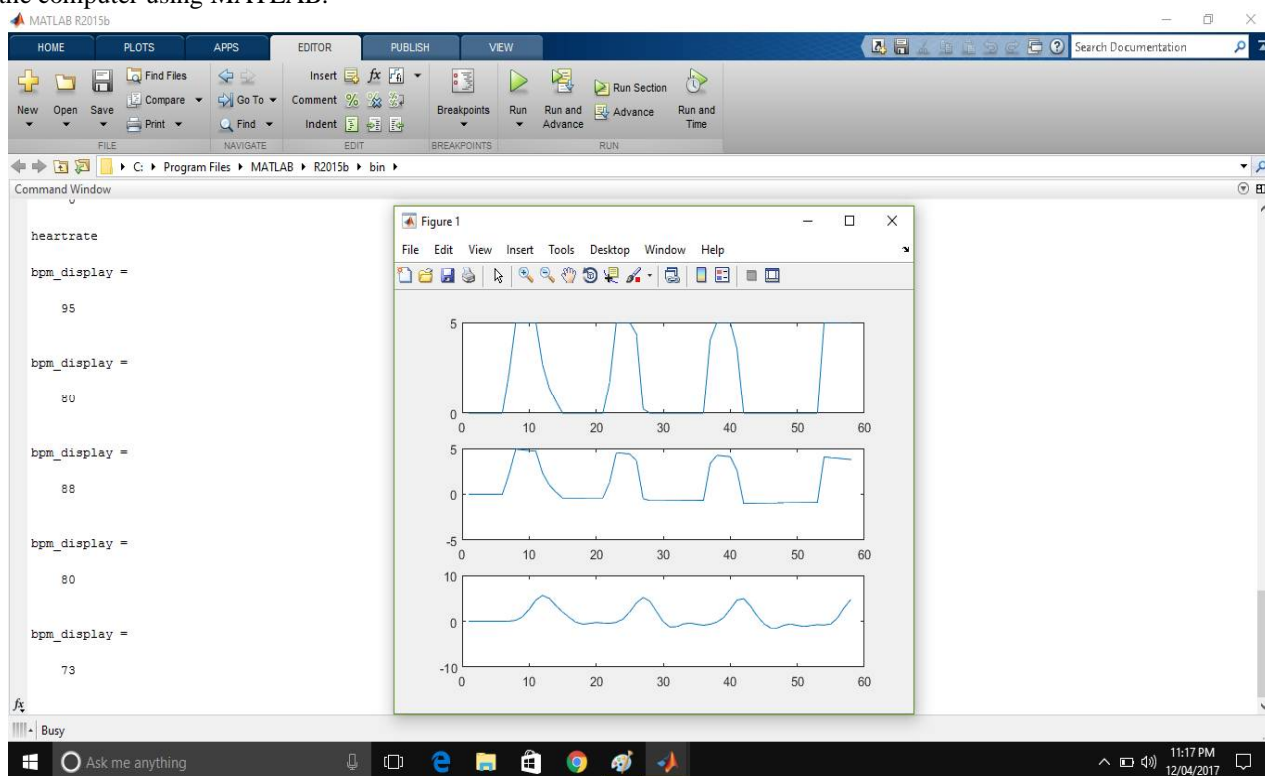 the computer using MATLAB.
MATLAB R2015b
HOME PLOTS APPS EDITOR PUBLISH VIEW
Search Documentation
New Open Save Find Files Compare Print
Go To Find
Insert fx
Comment %
Indent
Breakpoints
Run Run and Advance Run Section Advance Run and Time
FILE NAVIGATE EDIT BREAKPOINTS RUN
C: Program Files MATLAB R2015b bin
Command Window
heartrate
bpm_display =
95
bpm_display =
80
bpm_display =
88
bpm_display =
80
bpm_display =
73
fx
Busy
Figure 1
File Edit View Insert Tools Desktop Window Help
5
0
0 10 20 30 40 50 60
5
0
-5
0 10 20 30 40 50 60
10
0
-10
0 10 20 30 40 50 60
Ask me anything
11:17 PM
12/04/2017